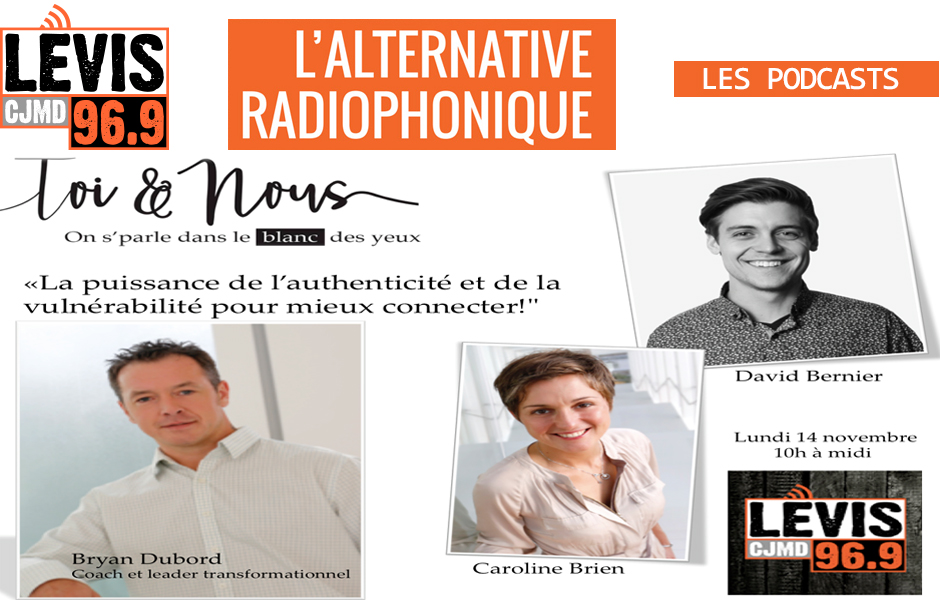 LÉVIS
CJMD 96.9
L'ALTERNATIVE
RADIOPHONIQUE
LES PODCASTS
Toi & Nous
On s'parle dans le blanc des yeux
«La puissance de l'authenticité et de la
vulnérabilité pour mieux connecter!"
David Bernier
Bryan Dubord
Coach et leader transformationnel
Caroline Brien
Lundi 14 novembre
10h à midi
LÉVIS
CJMD 96.9